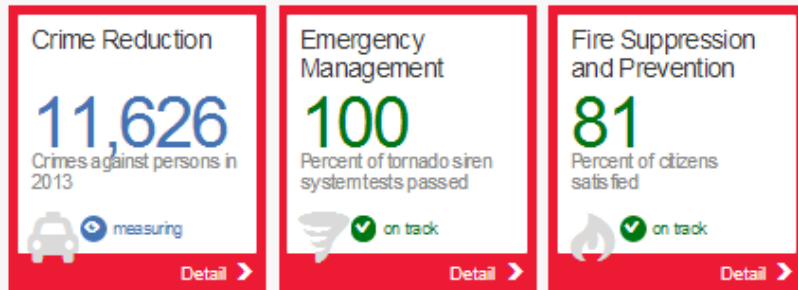 Crime Reduction
11,626
Crimes against persons in
2013
measuring
Detail
Emergency
Management
100
Percent of tornado siren
system tests passed
on track
Detail
Fire Suppression
and Prevention
81
Percent of citizens
satisfied
on track
Detail